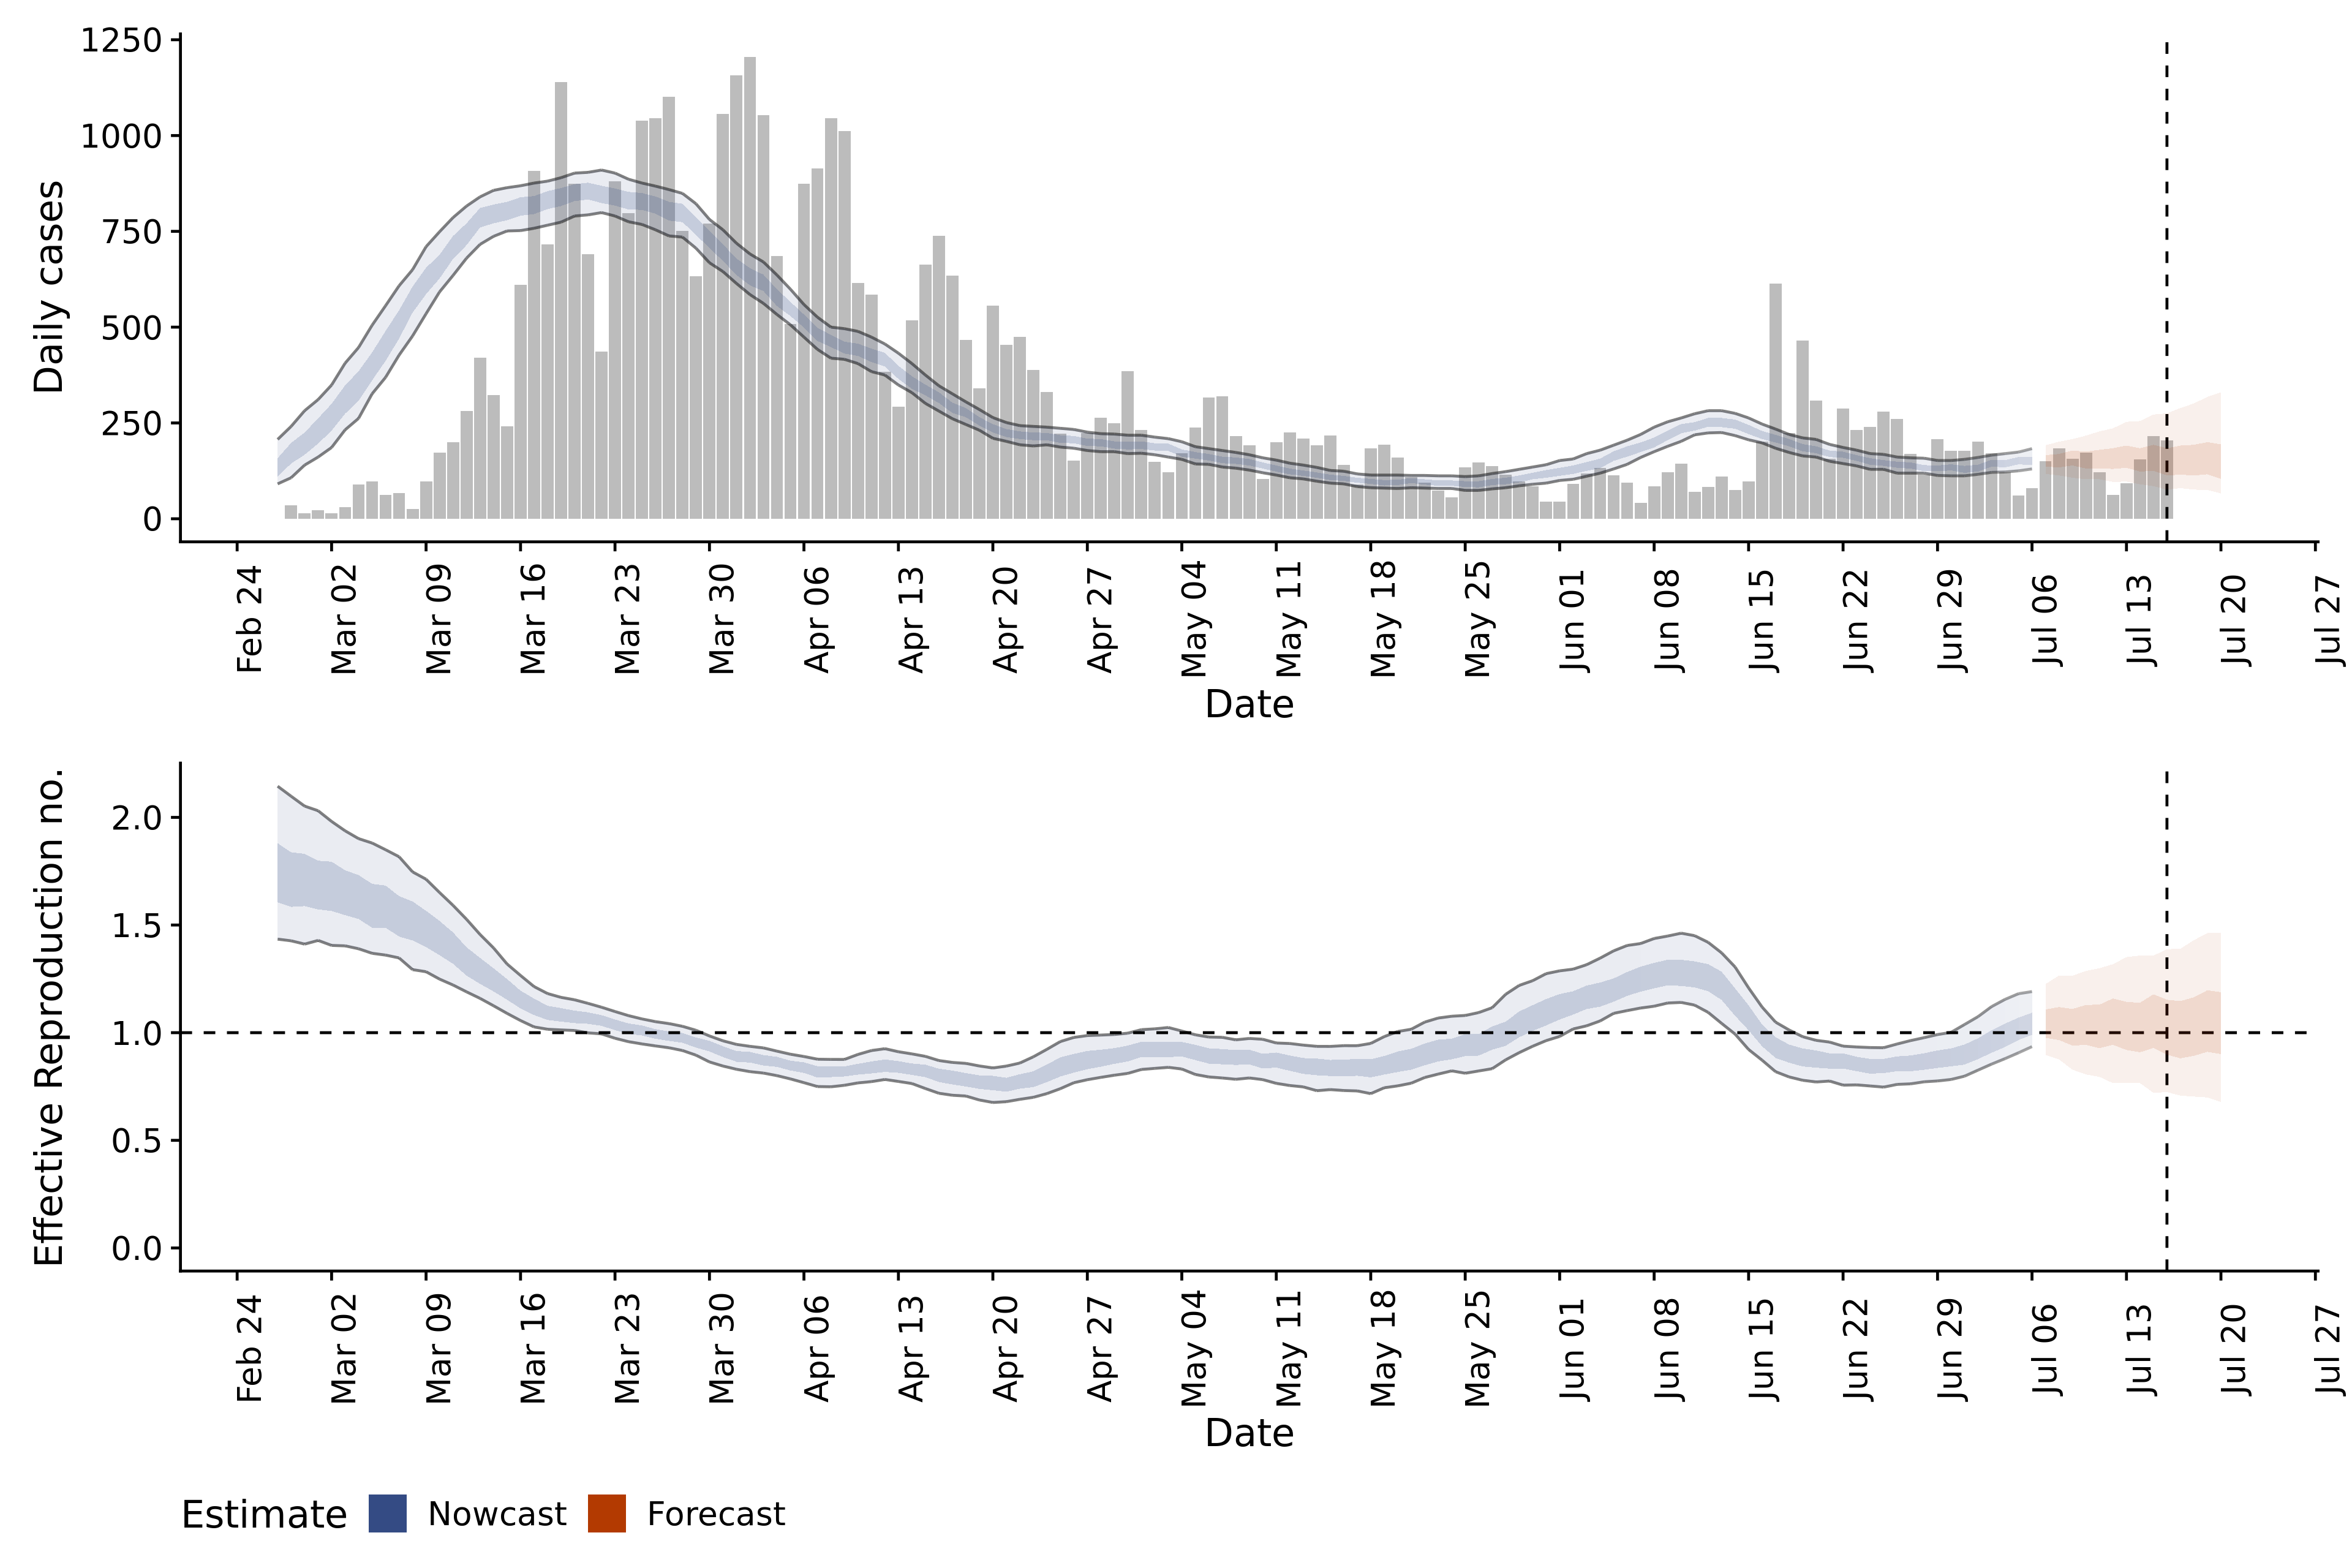 Daily cases
1250
1000
750
500
250
0
Feb 24
Mar 02
Mar 09
Mar 16
Mar 23
Mar 30
Apr 06
Apr 13
Apr 20
Apr 27
May 04
May 11
May 18
May 25
Jun 01
Jun 08
Jun 15
Jun 22
Jun 29
Jul 06
Jul 13
Jul 20
Jul 27
Date
Effective Reproduction no.
2.0
1.5
1.0
0.5
0.0
Feb 24
Mar 02
Mar 09
Mar 16
Mar 23
Mar 30
Apr 06
Apr 13
Apr 20
Apr 27
May 04
May 11
May 18
May 25
Jun 01
Jun 08
Jun 15
Jun 22
Jun 29
Jul 06
Jul 13
Jul 20
Jul 27
Date
Estimate Nowcast Forecast